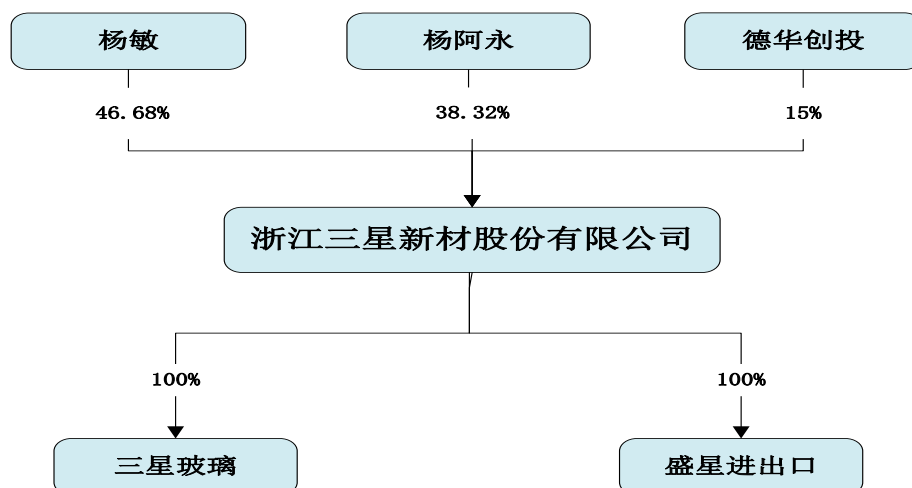 杨敏
杨阿永
德华创投
46.68%
38.32%
15%
浙江三星新材股份有限公司
100%
100%
三星玻璃
盛星进出口